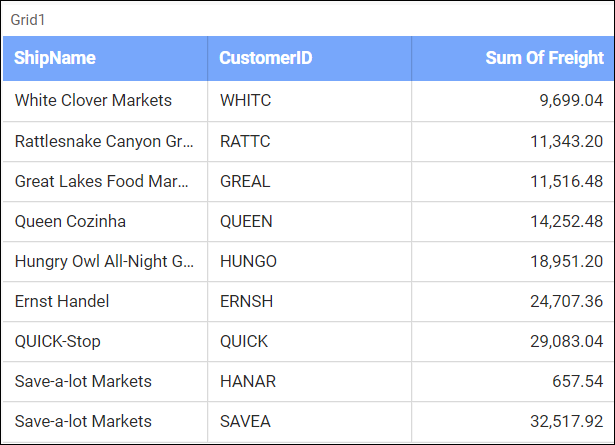 Grid1
ShipName CustomerID Sum Of Freight
White Clover Markets WHITC 9,699.04
Rattlesnake Canyon Gr... RATTC 11,343.20
Great Lakes Food Mar... GREAL 11,516.48
Queen Cozinha QUEEN 14,252.48
Hungry Owl All-Night G... HUNGO 18,951.20
Ernst Handel ERNSH 24,707.36
QUICK-Stop QUICK 29,083.04
Save-a-lot Markets HANAR 657.54
Save-a-lot Markets SAVEA 32,517.92